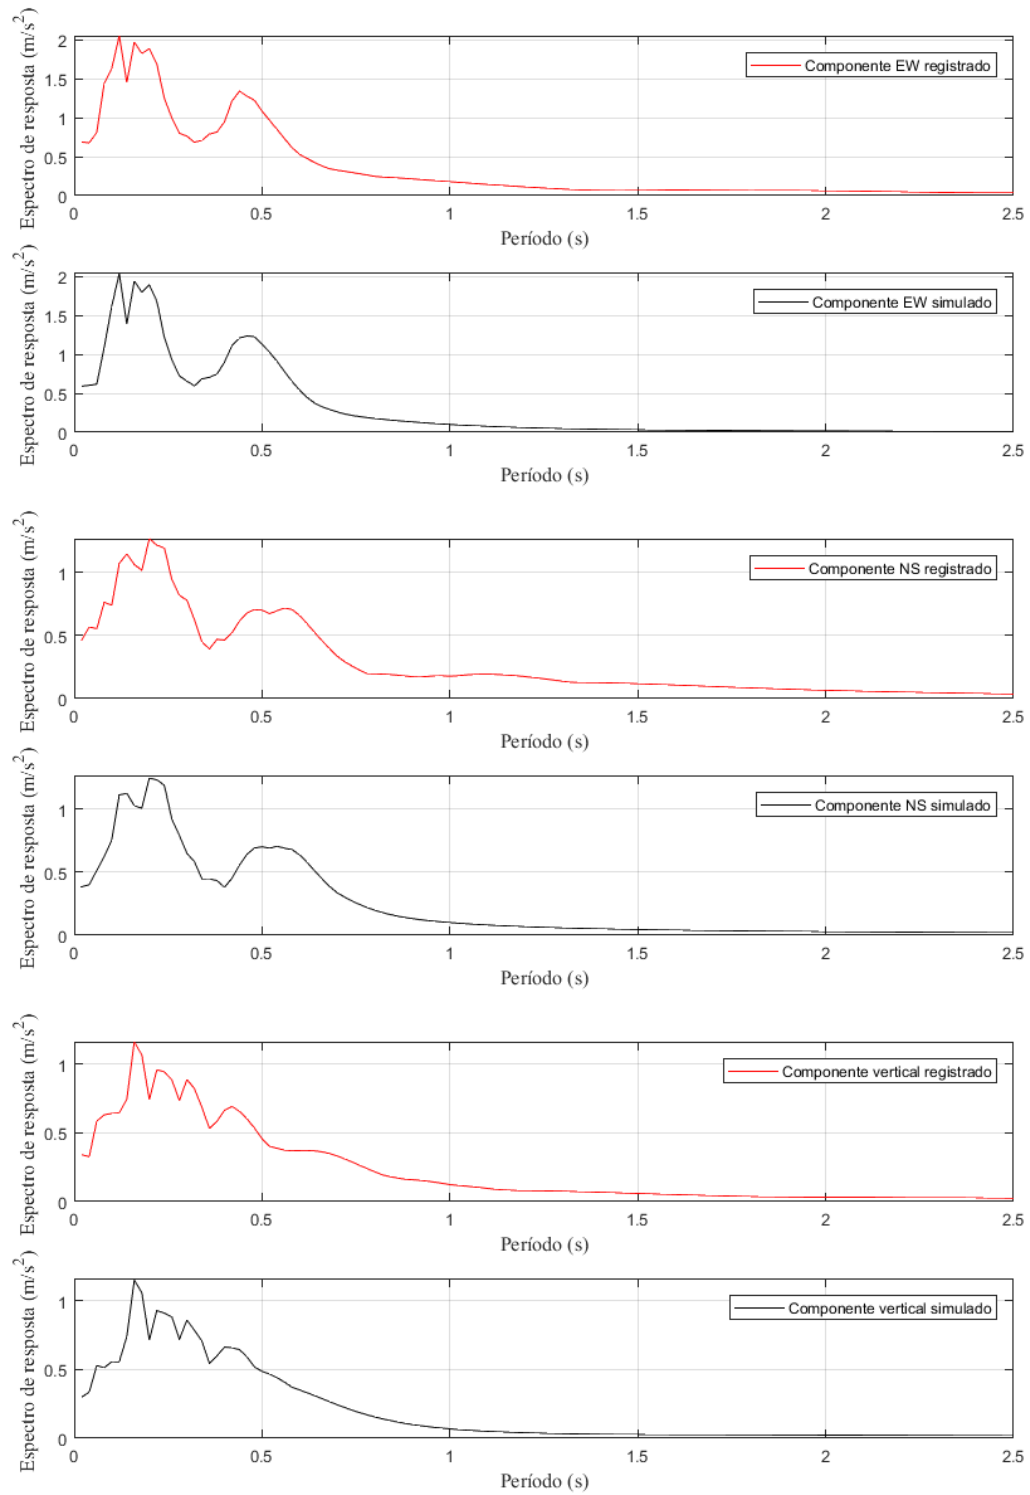 Espectro de resposta (m/s²)
2
1.5
1
0.5
0
Componente EW registrado
0 0.5 1 1.5 2 2.5
Período (s)
Espectro de resposta (m/s²)
2
1.5
1
0.5
0
Componente EW simulado
0 0.5 1 1.5 2 2.5
Período (s)
Espectro de resposta (m/s²)
1
0.5
0
Componente NS registrado
0 0.5 1 1.5 2 2.5
Período (s)
Espectro de resposta (m/s²)
1
0.5
0
Componente NS simulado
0 0.5 1 1.5 2 2.5
Período (s)
Espectro de resposta (m/s²)
1
0.5
0
Componente vertical registrado
0 0.5 1 1.5 2 2.5
Período (s)
Espectro de resposta (m/s²)
1
0.5
0
Componente vertical simulado
0 0.5 1 1.5 2 2.5
Período (s)